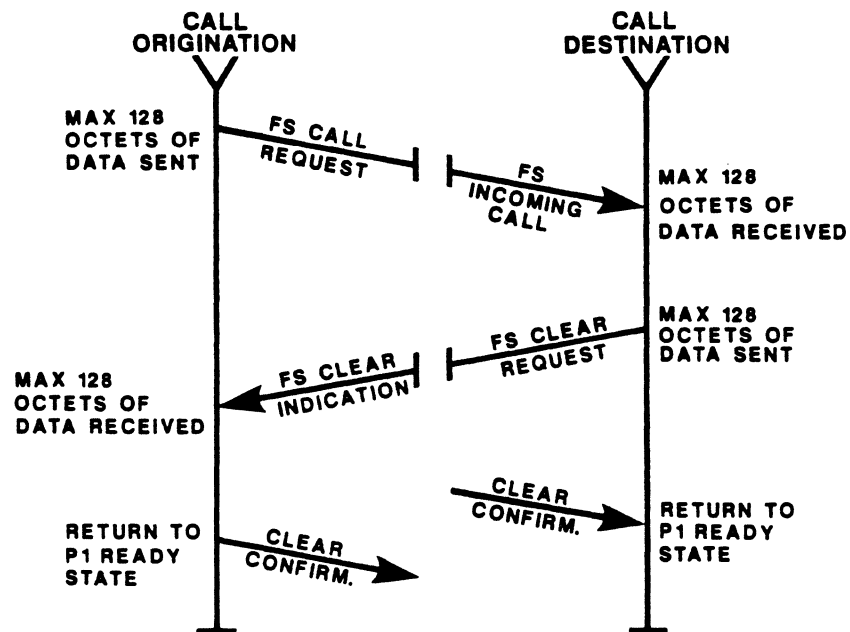 CALL
ORIGINATION
CALL
DESTINATION
MAX 128
OCTETS OF
DATA SENT
FS CALL
REQUEST
FS
INCOMING
CALL
MAX 128
OCTETS OF
DATA RECEIVED
MAX 128
OCTETS OF
DATA SENT
FS CLEAR
REQUEST
FS CLEAR
INDICATION
MAX 128
OCTETS OF
DATA RECEIVED
CLEAR
CONFIRM.
RETURN TO
P1 READY
STATE
RETURN TO
P1 READY
STATE
CLEAR
CONFIRM.